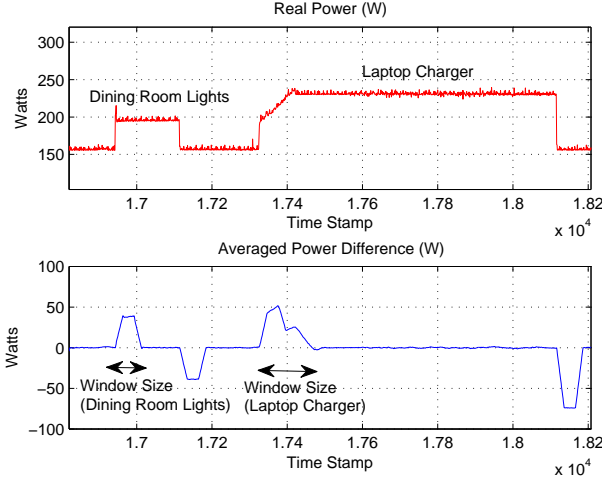 Real Power (W)
300
250
200
150
Watts
Dining Room Lights
Laptop Charger
1.7 1.72 1.74 1.76 1.78 1.8 1.82
Time Stamp
x 10^4
Averaged Power Difference (W)
100
50
0
−50
−100
Watts
Window Size
(Dining Room Lights)
Window Size
(Laptop Charger)
1.7 1.72 1.74 1.76 1.78 1.8 1.82
Time Stamp
x 10^4